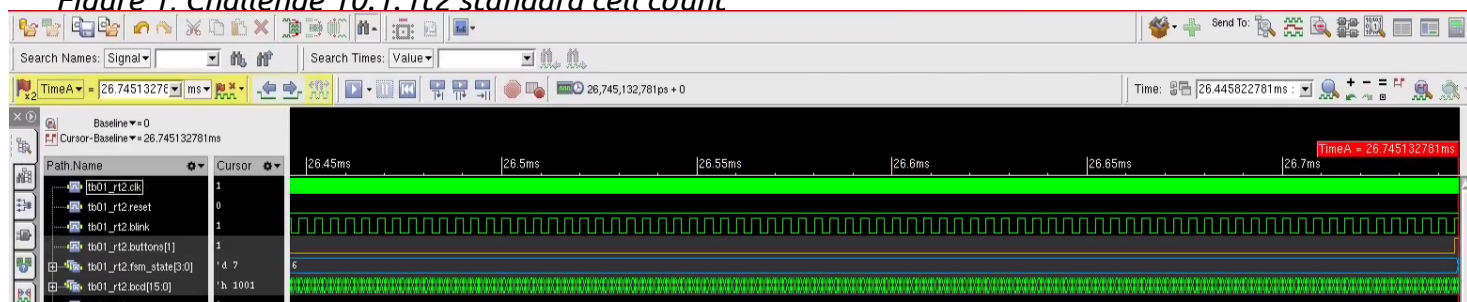 Figure 1. Challenge 10.1.rt2 standard cell count
Send To:
Search Names: Signal Search Times: Value
TimeA = 26.74513278 ms 26,745,132,781ps + 0 Time: 26.445822781ms :
x2
Baseline = 0
Cursor-Baseline = 26.745132781ms
TimeA = 26.745132781ms
Path.Name Cursor 26.45ms 26.5ms 26.55ms 26.6ms 26.65ms 26.7ms
tb01_rt2.clk 1
tb01_rt2.reset 0
tb01_rt2.blink 1
tb01_rt2.buttons[1] 1
tb01_rt2.fsm_state[3:0] 'd 7 6
tb01_rt2.bcd[15:0] 'h 1001